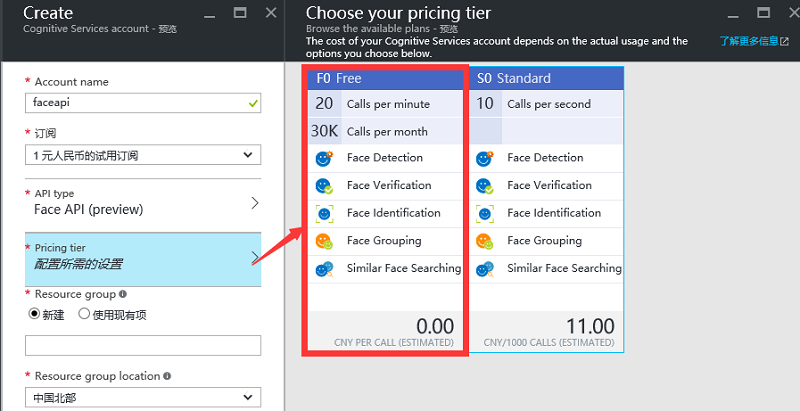 Create
Cognitive Services account - 预览
* Account name
faceapi
* 订阅
1 元人民币的试用订阅
* API type
Face API (preview)
* Pricing tier
配置所需的设置
* Resource group
新建 使用现有项
* Resource group location
中国北部
Choose your pricing tier
Browse the available plans - 预览
The cost of your Cognitive Services account depends on the actual usage and the
options you choose below.
了解更多信息
F0 Free
20 Calls per minute
30K Calls per month
Face Detection
Face Verification
Face Identification
Face Grouping
Similar Face Searching
0.00
CNY PER CALL (ESTIMATED)
S0 Standard
10 Calls per second
Face Detection
Face Verification
Face Identification
Face Grouping
Similar Face Searching
11.00
CNY/1000 CALLS (ESTIMATED)